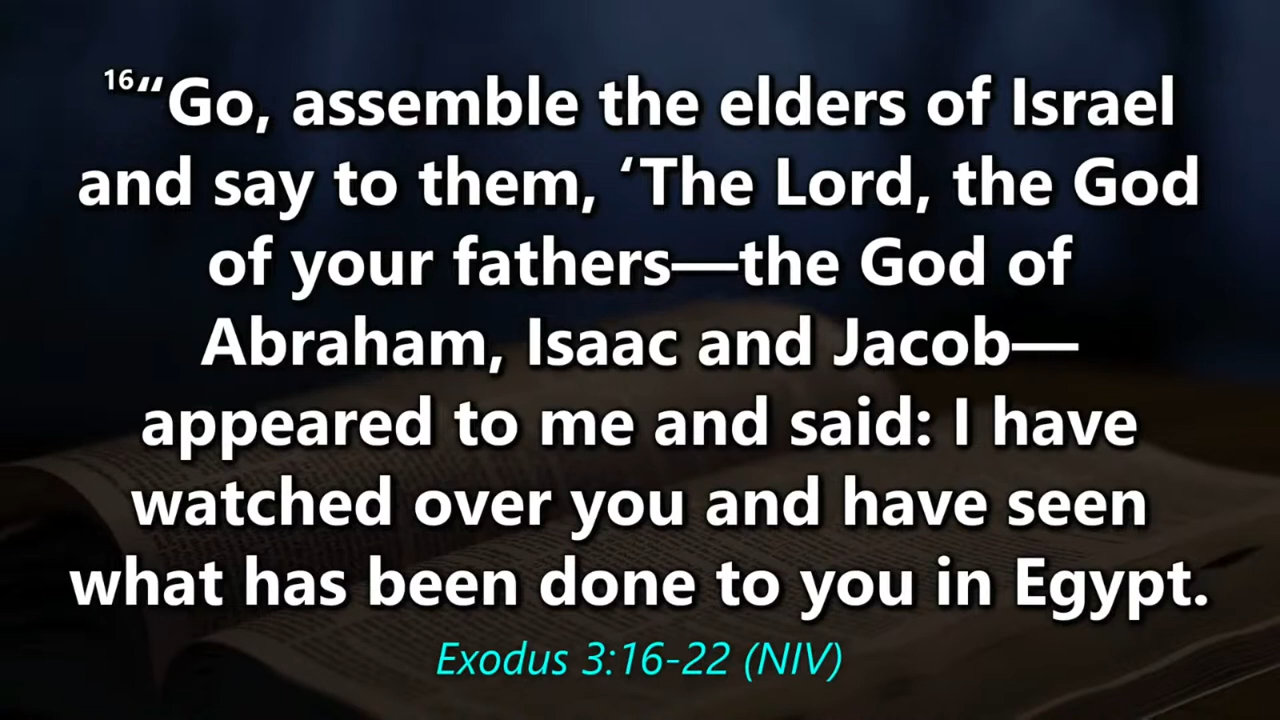 16“Go, assemble the elders of Israel
and say to them, ‘The Lord, the God
of your fathers—the God of
Abraham, Isaac and Jacob—
appeared to me and said: I have
watched over you and have seen
what has been done to you in Egypt.
Exodus 3:16-22 (NIV)